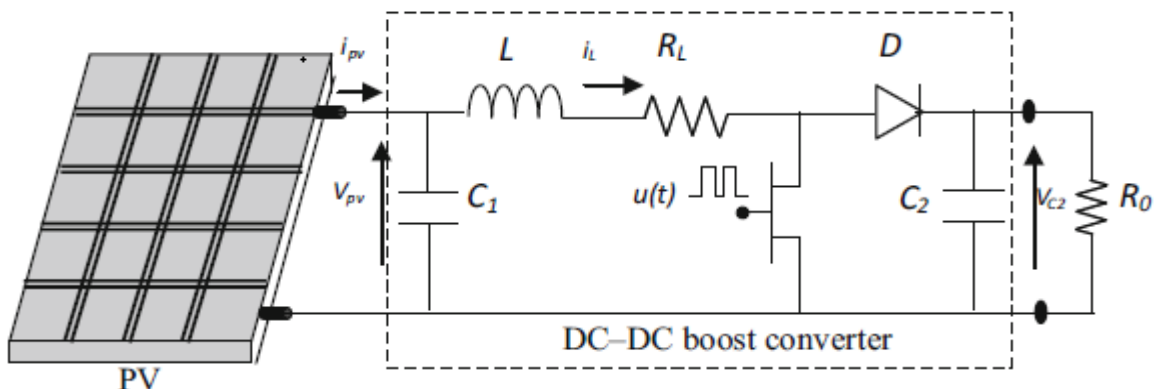 i_pv
L
i_L
R_L
D
V_pv
C_1
u(t)
C_2
V_C2
R_0
DC–DC boost converter
PV